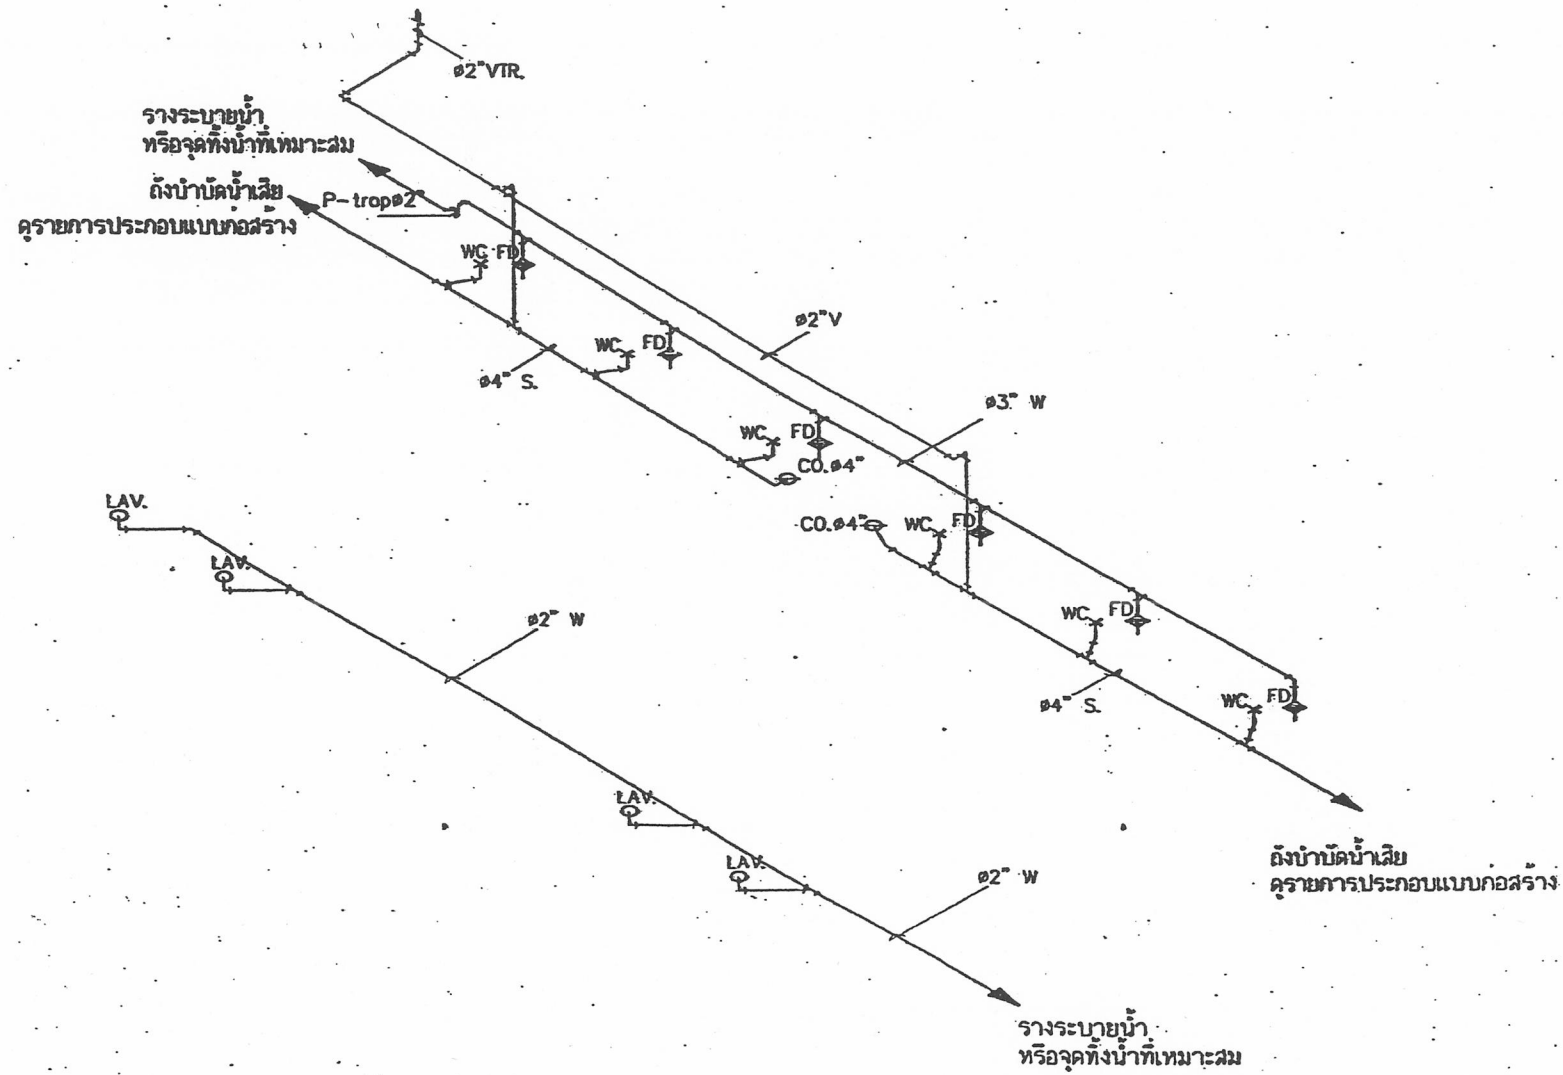 ø2"VTR.
รางระบายน้ำ
หรือจุดทิ้งน้ำที่เหมาะสม
ถังบำบัดน้ำเสีย
ดูรายการประกอบแบบก่อสร้าง
P-tropø2"
WC
FD
ø2"V
WC
FD
ø4" S.
ø3" W
WC
FD
CO.ø4"
LAV.
CO.ø4"
WC
FD
LAV.
ø2" W
WC
FD
ø4" S.
WC
FD
LAV.
LAV.
ø2" W
ถังบำบัดน้ำเสีย
ดูรายการประกอบแบบก่อสร้าง
รางระบายน้ำ
หรือจุดทิ้งน้ำที่เหมาะสม